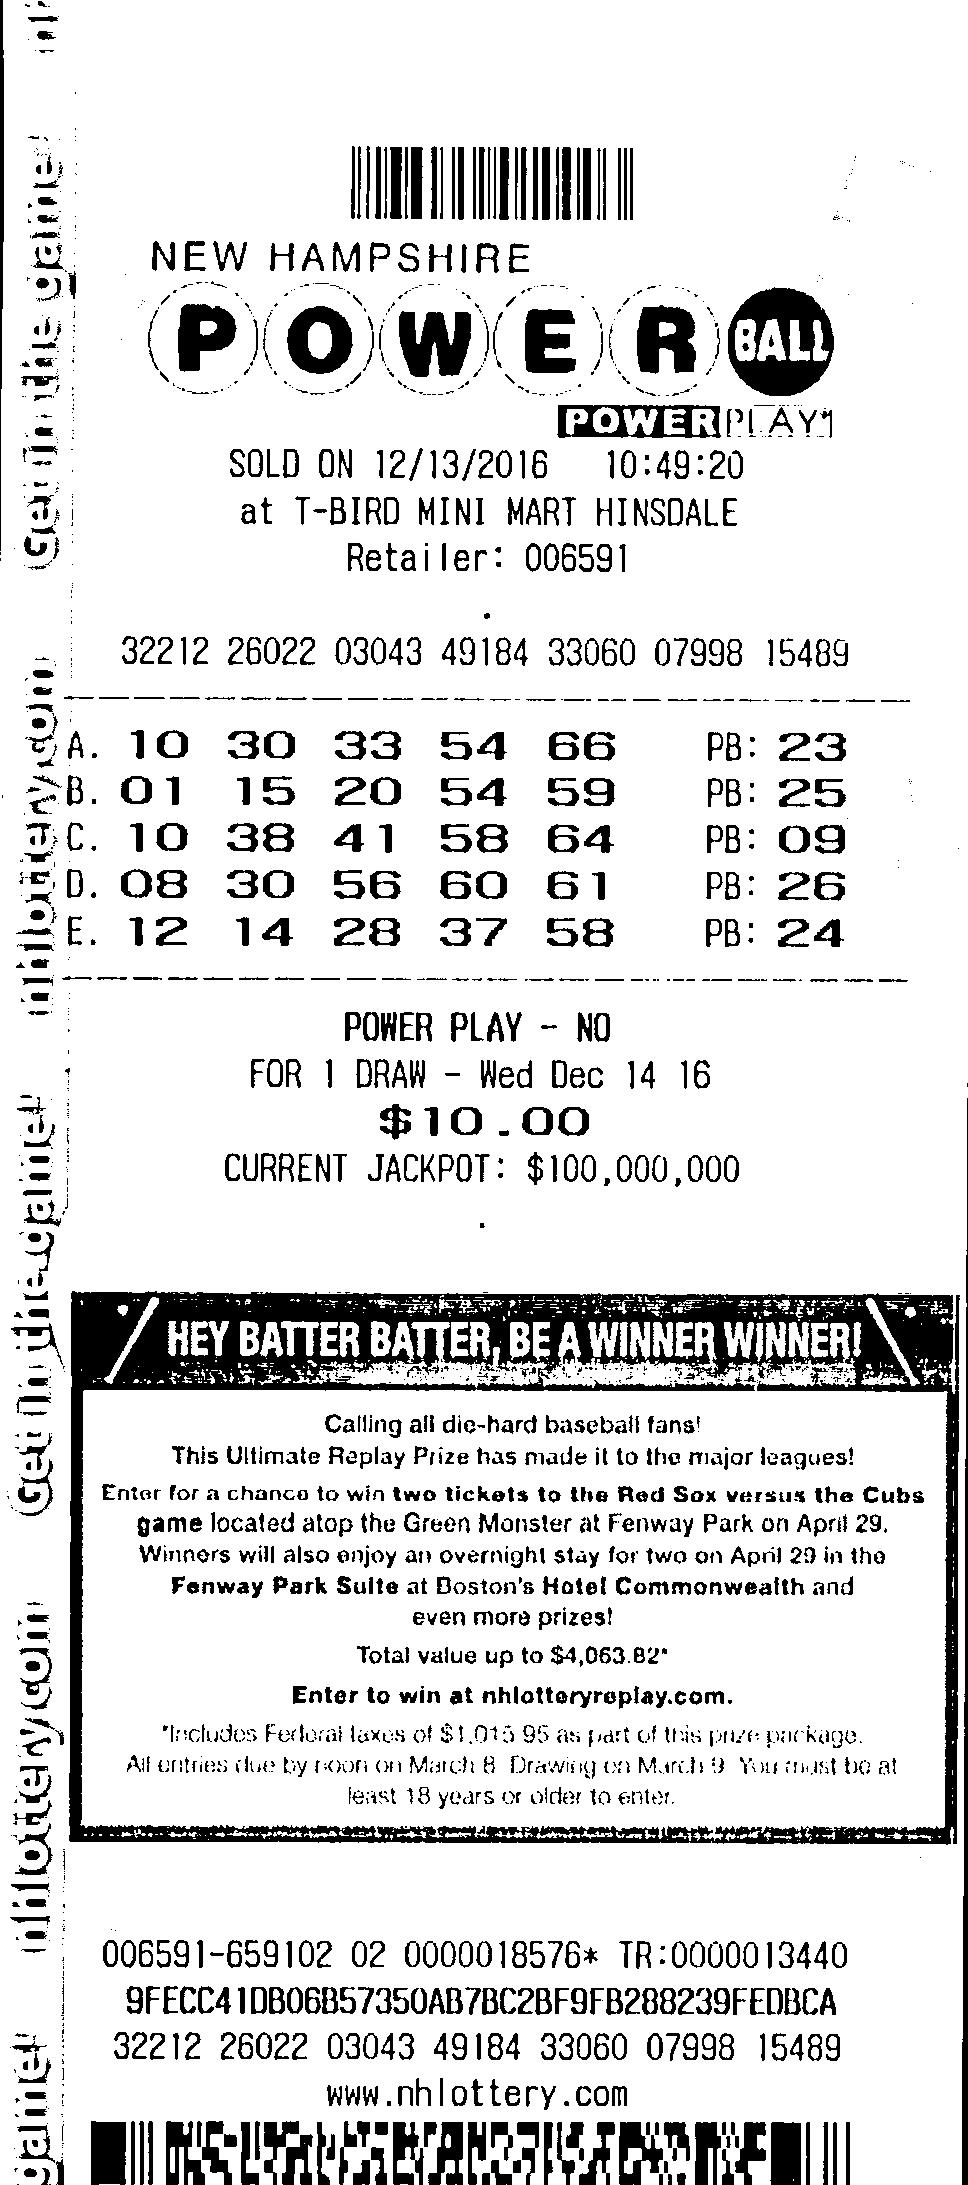 NEW HAMPSHIRE
POWER BALL
POWERPLAY
SOLD ON 12/13/2016 10:49:20
at T-BIRD MINI MART HINSDALE
Retailer: 006591
32212 26022 03043 49184 33060 07998 15489
A. 10 30 33 54 66 PB: 23
B. 01 15 20 54 59 PB: 25
C. 10 38 41 58 64 PB: 09
D. 08 30 56 60 61 PB: 26
E. 12 14 28 37 58 PB: 24
POWER PLAY - NO
FOR 1 DRAW - Wed Dec 14 16
$10.00
CURRENT JACKPOT: $100,000,000
HEY BATTER BATTER, BE A WINNER WINNER!
Calling all die-hard baseball fans!
This Ultimate Replay Prize has made it to the major leagues!
Enter for a chance to win two tickets to the Red Sox versus the Cubs
game located atop the Green Monster at Fenway Park on April 29.
Winners will also enjoy an overnight stay for two on April 29 in the
Fenway Park Suite at Boston's Hotel Commonwealth and
even more prizes!
Total value up to $4,063.82*
Enter to win at nhlotteryreplay.com.
*Includes Federal taxes of $1,015.95 as part of this prize package.
All entries due by noon on March 8. Drawing on March 9. You must be at
least 18 years or older to enter.
006591-659102 02 0000018576* TR:0000013440
9FECC41DB06B57350AB7BC2BF9FB288239FEDBCA
32212 26022 03043 49184 33060 07998 15489
www.nhlottery.com
Get in the game!
nhlottery.com
Get in the game!
nhlottery.com
game!